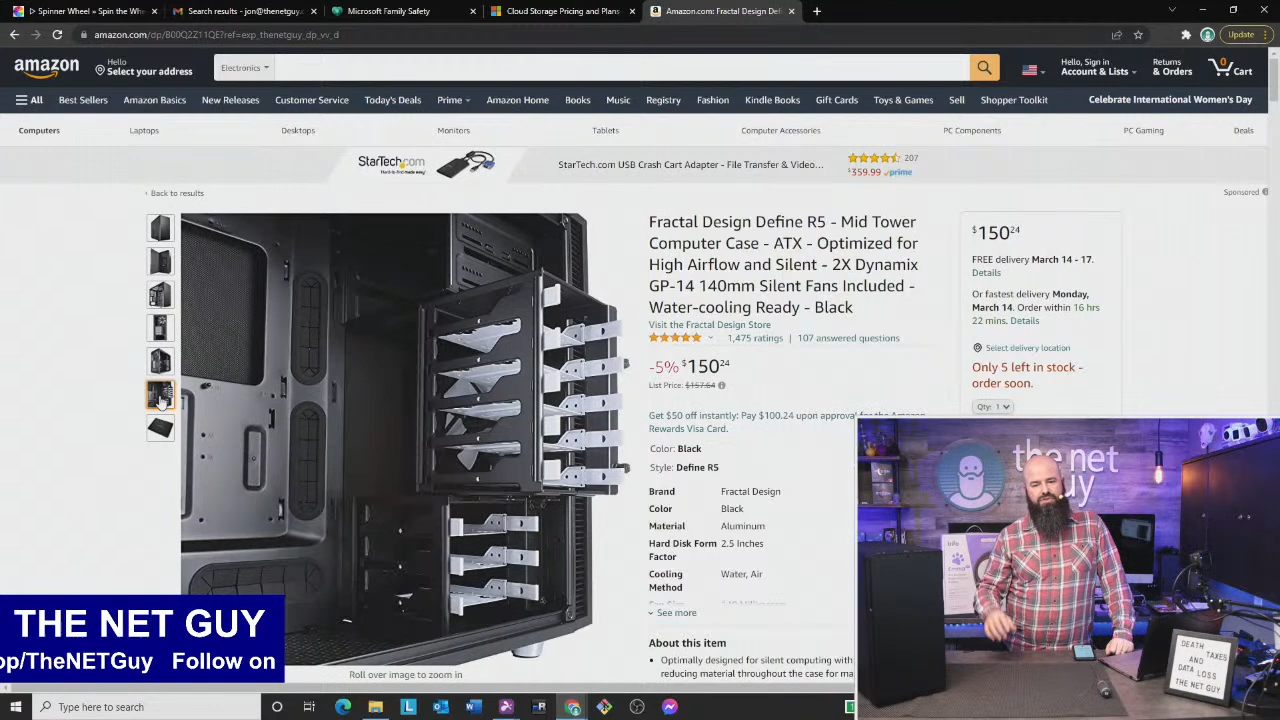 Spinner Wheel » Spin the Whe
Search results - jon@thenetguy.c
Microsoft Family Safety
Cloud Storage Pricing and Plans
Amazon.com: Fractal Design Def
amazon.com/dp/B00Q2Z11QE?ref=exp_thenetguy_dp_vv_d
Update
amazon
Hello
Select your address
Electronics
Hello, Sign in
Account & Lists
Returns
& Orders
0
Cart
All Best Sellers Amazon Basics New Releases Customer Service Today's Deals Prime Amazon Home Books Music Registry Fashion Kindle Books Gift Cards Toys & Games Sell Shopper Toolkit Celebrate International Women's Day
Computers Laptops Desktops Monitors Tablets Computer Accessories PC Components PC Gaming Deals
StarTech.com
Hard-to-find made easy
StarTech.com USB Crash Cart Adapter - File Transfer & Video...
207
$359.99 prime
‹ Back to results
Sponsored
Fractal Design Define R5 - Mid Tower
Computer Case - ATX - Optimized for
High Airflow and Silent - 2X Dynamix
GP-14 140mm Silent Fans Included -
Water-cooling Ready - Black
Visit the Fractal Design Store
1,475 ratings | 107 answered questions
-5% $150 24
List Price: $157.64
Get $50 off instantly: Pay $100.24 upon approval for the Amazon
Rewards Visa Card.
Color: Black
Style: Define R5
Brand Fractal Design
Color Black
Material Aluminum
Hard Disk Form 2.5 Inches
Factor
Cooling Water, Air
Method
See more
About this item
• Optimally designed for silent computing with
reducing material throughout the case for ma
Roll over image to zoom in
$150 24
FREE delivery March 14 - 17.
Details
Or fastest delivery Monday,
March 14. Order within 16 hrs
22 mins. Details
Select delivery location
Only 5 left in stock -
order soon.
Qty: 1
THE NET GUY
op/TheNETGuy Follow on
the net
guy
DEATH TAXES
AND
DATA LOSS
THE NET GUY
Type here to search